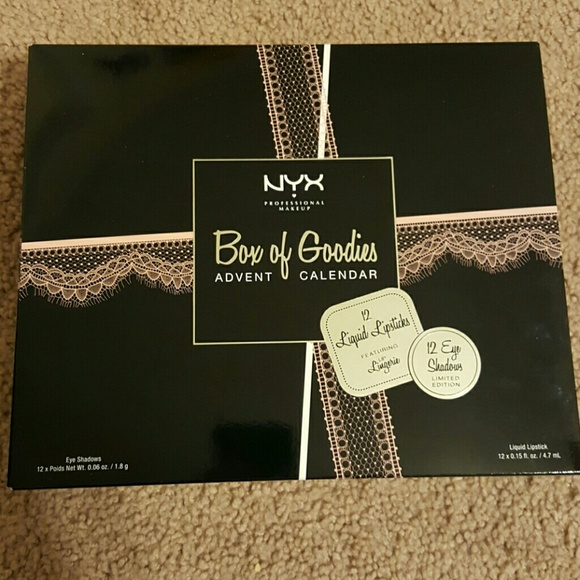 NYX
PROFESSIONAL
MAKEUP
Box of Goodies
ADVENT CALENDAR
12
Liquid Lipsticks
FEATURING
LIP
Lingerie
12 Eye
Shadows
LIMITED
EDITION
Eye Shadows
12 x Poids Net Wt. 0.06 oz. / 1.8 g
Liquid Lipstick
12 x 0.15 fl. oz. / 4.7 mL